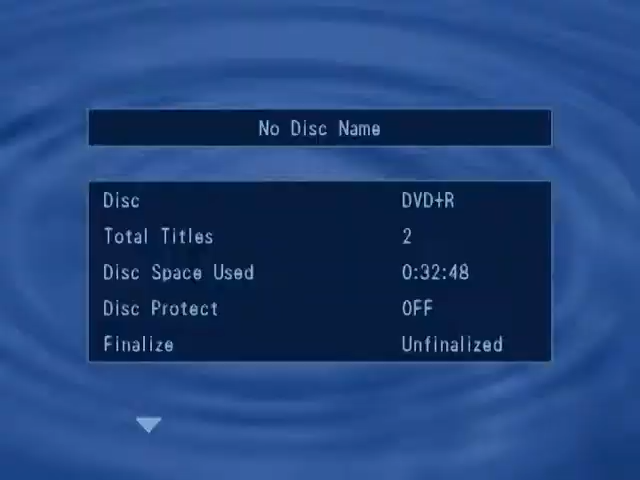 No Disc Name
Disc DVD+R
Total Titles 2
Disc Space Used 0:32:48
Disc Protect OFF
Finalize Unfinalized